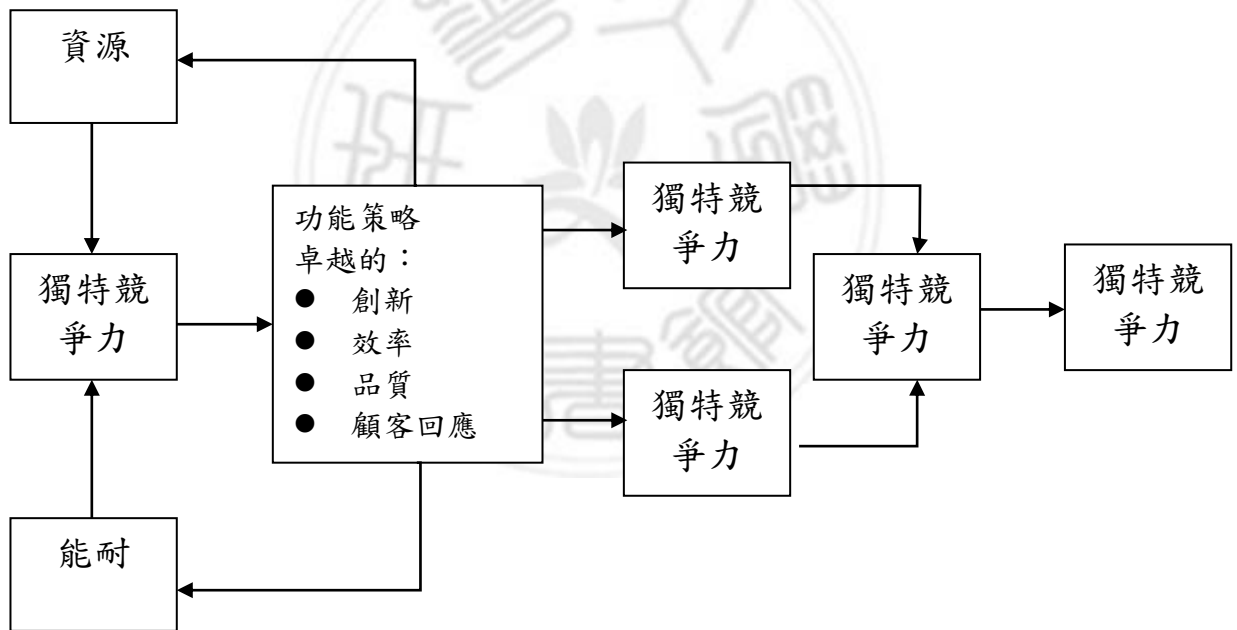 資源
獨特競
爭力
能耐
功能策略
卓越的：
● 創新
● 效率
● 品質
● 顧客回應
獨特競
爭力
獨特競
爭力
獨特競
爭力
獨特競
爭力